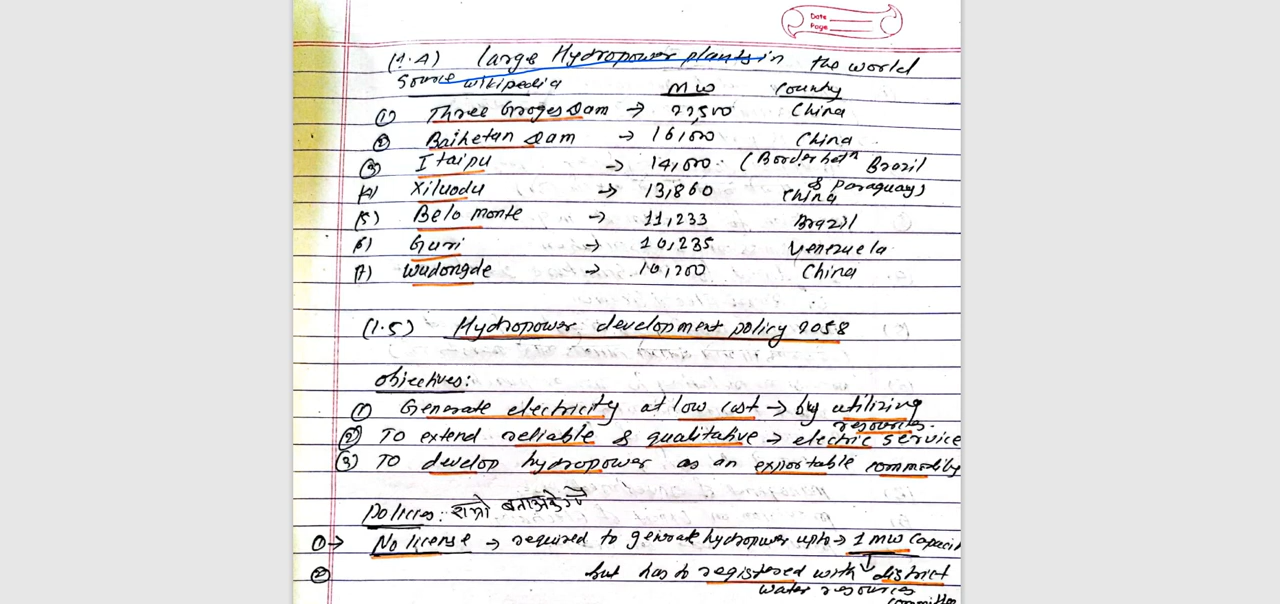 Date
Page
(1.4) large Hydropower plants in the world
Source wikipedia MW Country
(1) Three Groges Dam → 22,500 China
(2) Baihetan Dam → 16,000 China
(3) Itaipu → 14,000 (Border betn Brazil & Paraguay)
(4) Xiluodu → 13,860 China
(5) Belo monte → 11,233 Brazil
(6) Guri → 10,235 Venezuela
(7) Wudongde → 10,200 China
(1.5) Hydropower development policy 2058
objectives:
(1) Generate electricity at low cost → by utilizing
resources.
(2) To extend reliable & qualitative → electric service
(3) To develop hydropower as an exportable commodity
Policies:
(1) → No license → required to generate hydropower upto → 1 MW Capacit
(2) but has to registered with district
water resources
committee